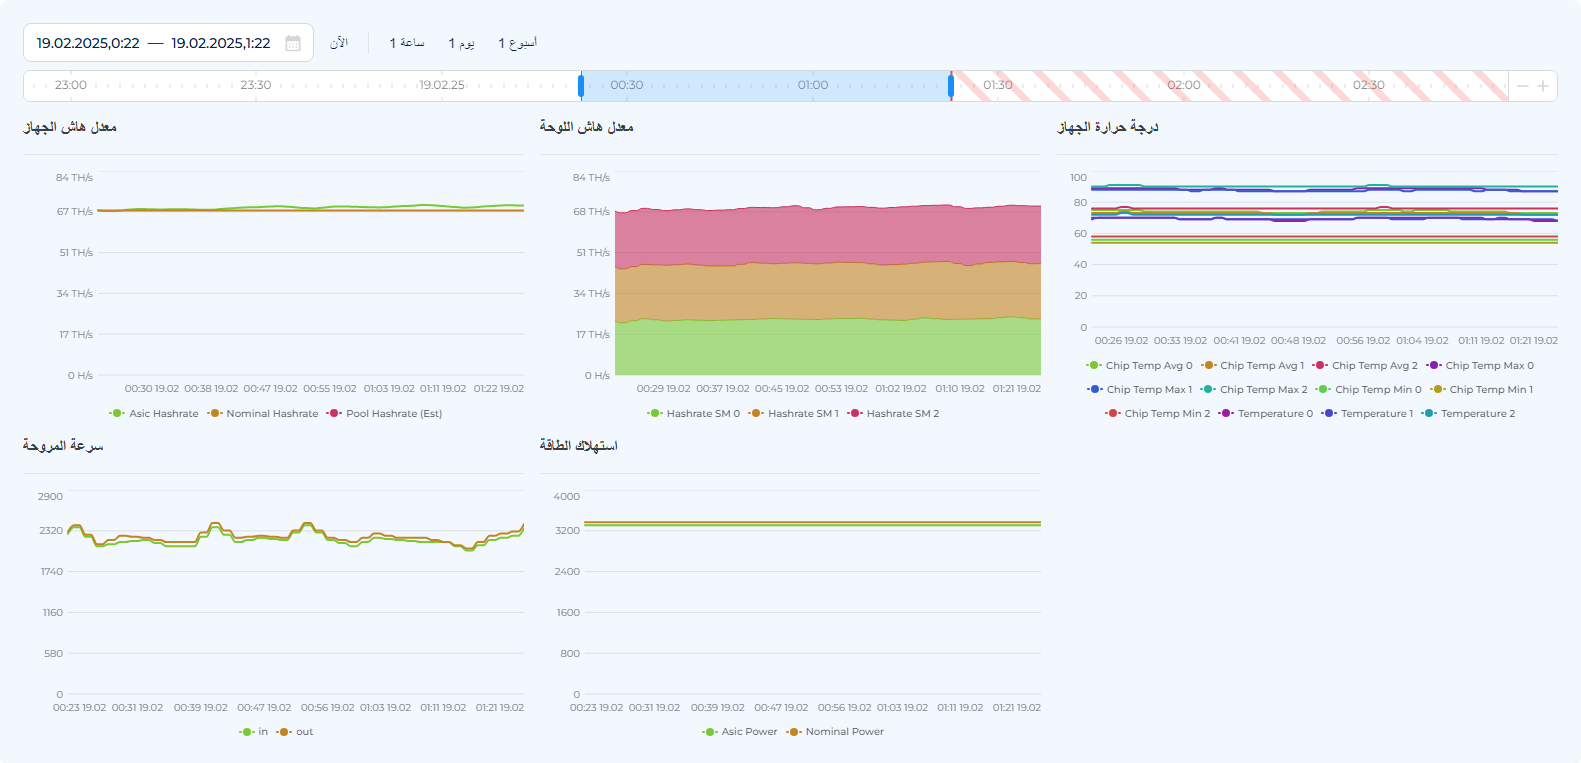 19.02.2025,0:22 — 19.02.2025,1:22 الآن 1 ساعة 1 يوم 1 أسبوع
23:00 23:30 19.02.25 00:30 01:00 01:30 02:00 02:30
معدل هاش الجهاز
84 TH/s
67 TH/s
51 TH/s
34 TH/s
17 TH/s
0 H/s
00:30 19.02 00:38 19.02 00:47 19.02 00:55 19.02 01:03 19.02 01:11 19.02 01:22 19.02
Asic Hashrate Nominal Hashrate Pool Hashrate (Est)
معدل هاش اللوحة
84 TH/s
68 TH/s
51 TH/s
34 TH/s
17 TH/s
0 H/s
00:29 19.02 00:37 19.02 00:45 19.02 00:53 19.02 01:02 19.02 01:10 19.02 01:21 19.02
Hashrate SM 0 Hashrate SM 1 Hashrate SM 2
درجة حرارة الجهاز
100
80
60
40
20
0
00:26 19.02 00:33 19.02 00:41 19.02 00:48 19.02 00:56 19.02 01:04 19.02 01:11 19.02 01:21 19.02
Chip Temp Avg 0 Chip Temp Avg 1 Chip Temp Avg 2 Chip Temp Max 0
Chip Temp Max 1 Chip Temp Max 2 Chip Temp Min 0 Chip Temp Min 1
Chip Temp Min 2 Temperature 0 Temperature 1 Temperature 2
سرعة المروحة
2900
2320
1740
1160
580
0
00:23 19.02 00:31 19.02 00:39 19.02 00:47 19.02 00:56 19.02 01:03 19.02 01:11 19.02 01:21 19.02
in out
استهلاك الطاقة
4000
3200
2400
1600
800
0
00:23 19.02 00:31 19.02 00:39 19.02 00:47 19.02 00:56 19.02 01:03 19.02 01:11 19.02 01:21 19.02
Asic Power Nominal Power